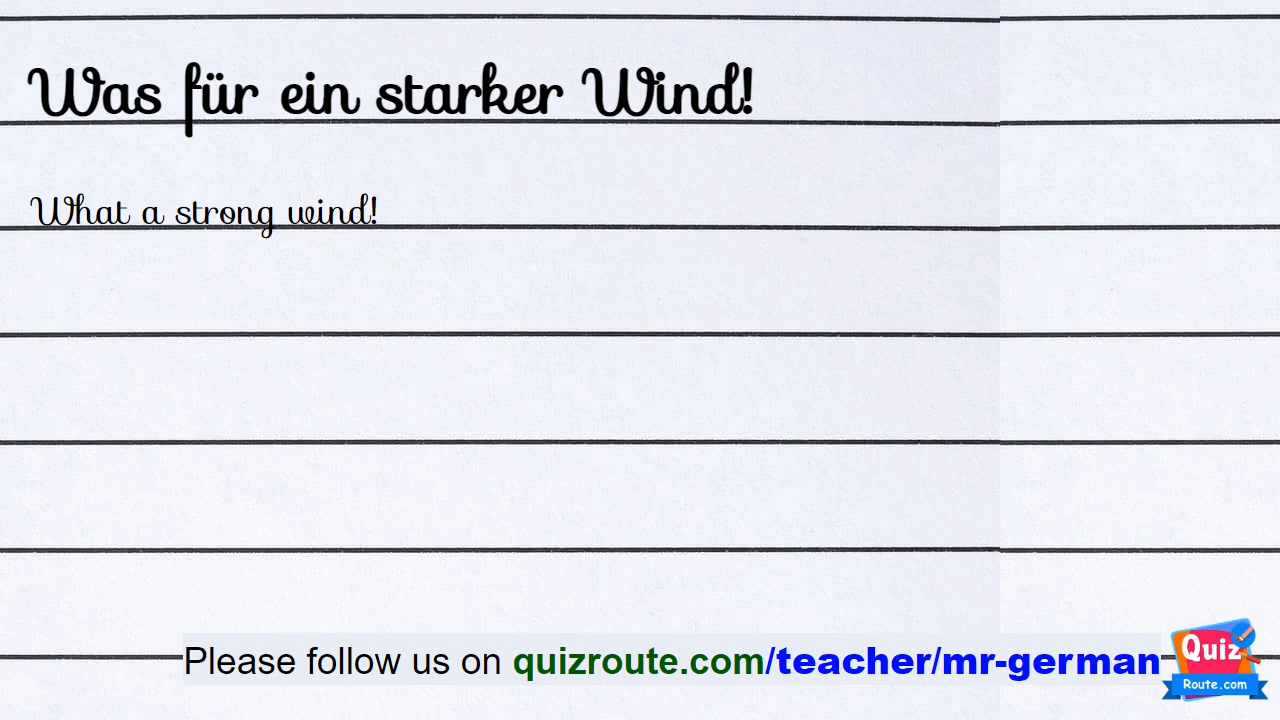 Was für ein starker Wind!
What a strong wind!
Please follow us on quizroute.com/teacher/mr-german
Quiz
Route.com